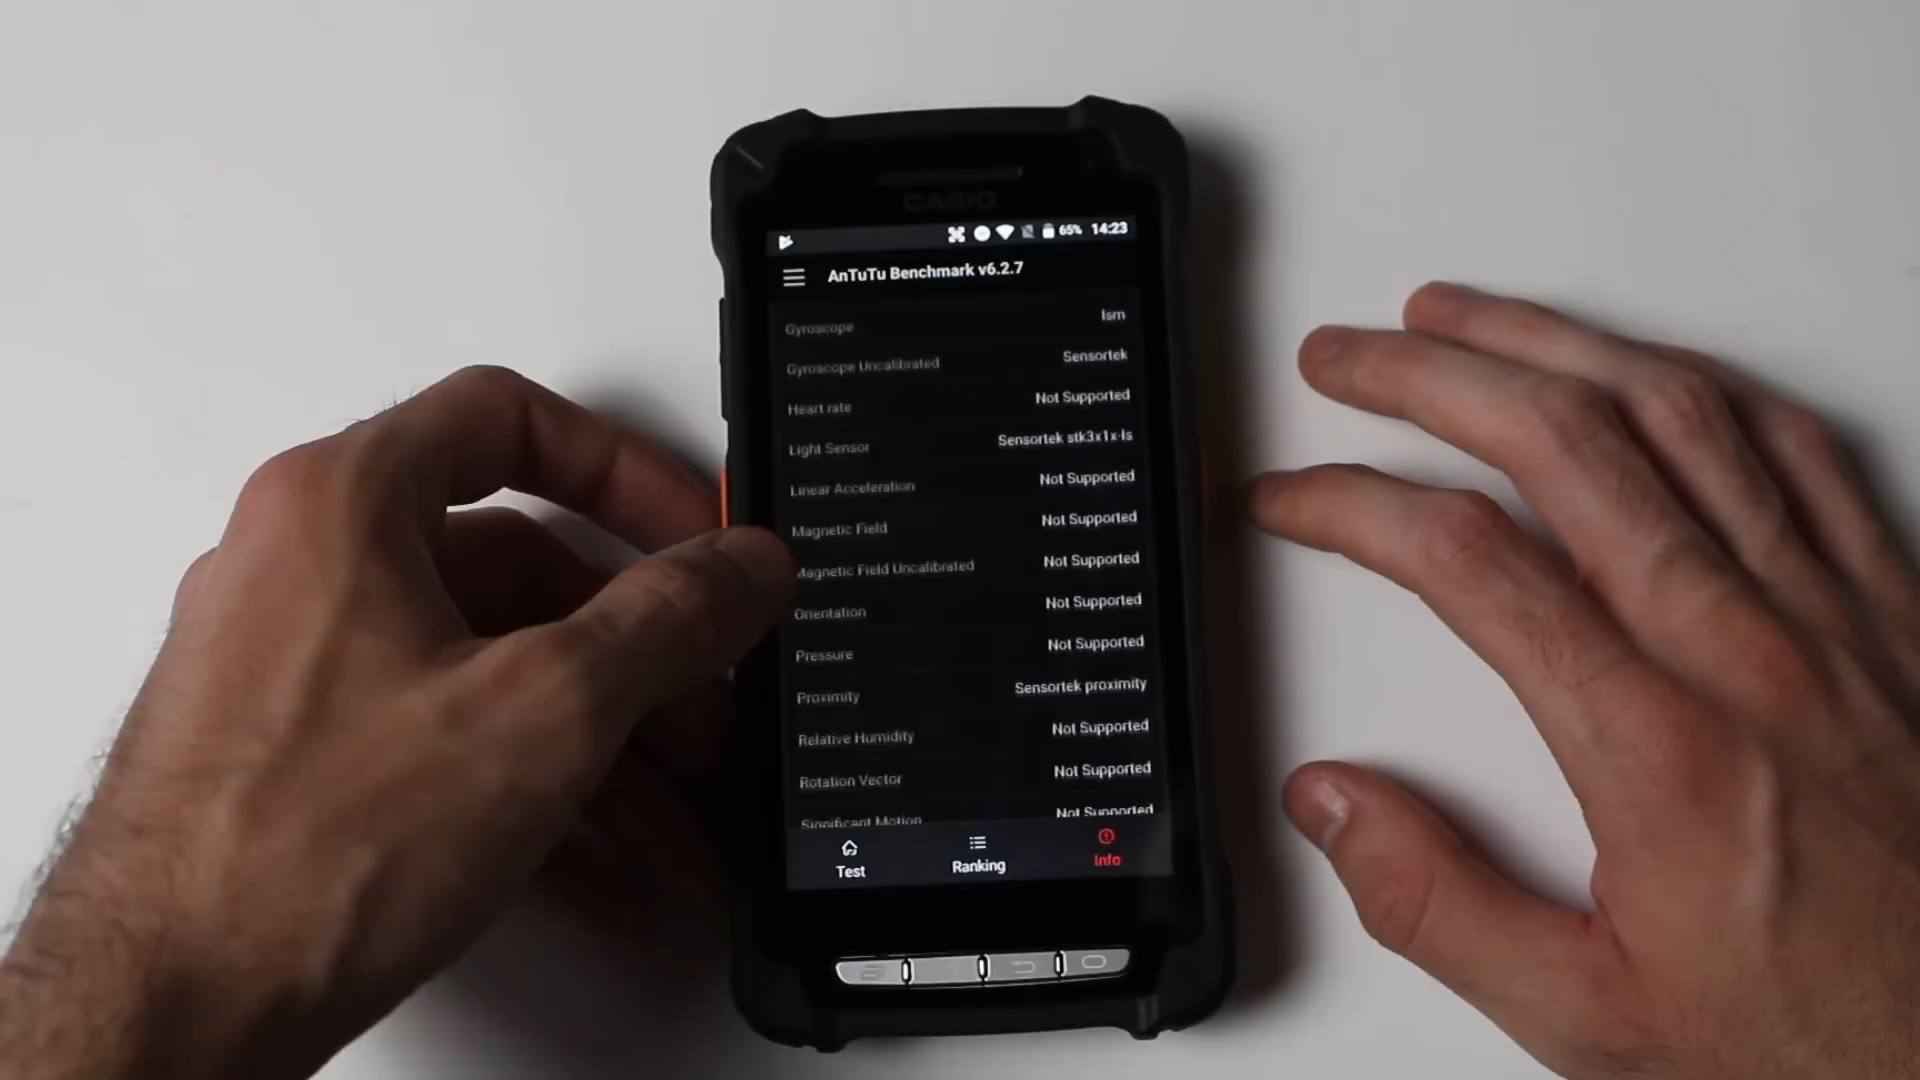 CASIO
65% 14:23
AnTuTu Benchmark v6.2.7
Gyroscope lsm
Gyroscope Uncalibrated Sensortek
Heart rate Not Supported
Light Sensor Sensortek stk3x1x-ls
Linear Acceleration Not Supported
Magnetic Field Not Supported
Magnetic Field Uncalibrated Not Supported
Orientation Not Supported
Pressure Not Supported
Proximity Sensortek proximity
Relative Humidity Not Supported
Rotation Vector Not Supported
Significant Motion Not Supported
Test Ranking Info